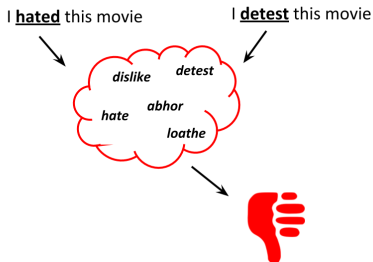 I hated this movie
I detest this movie
dislike
detest
abhor
hate
loathe